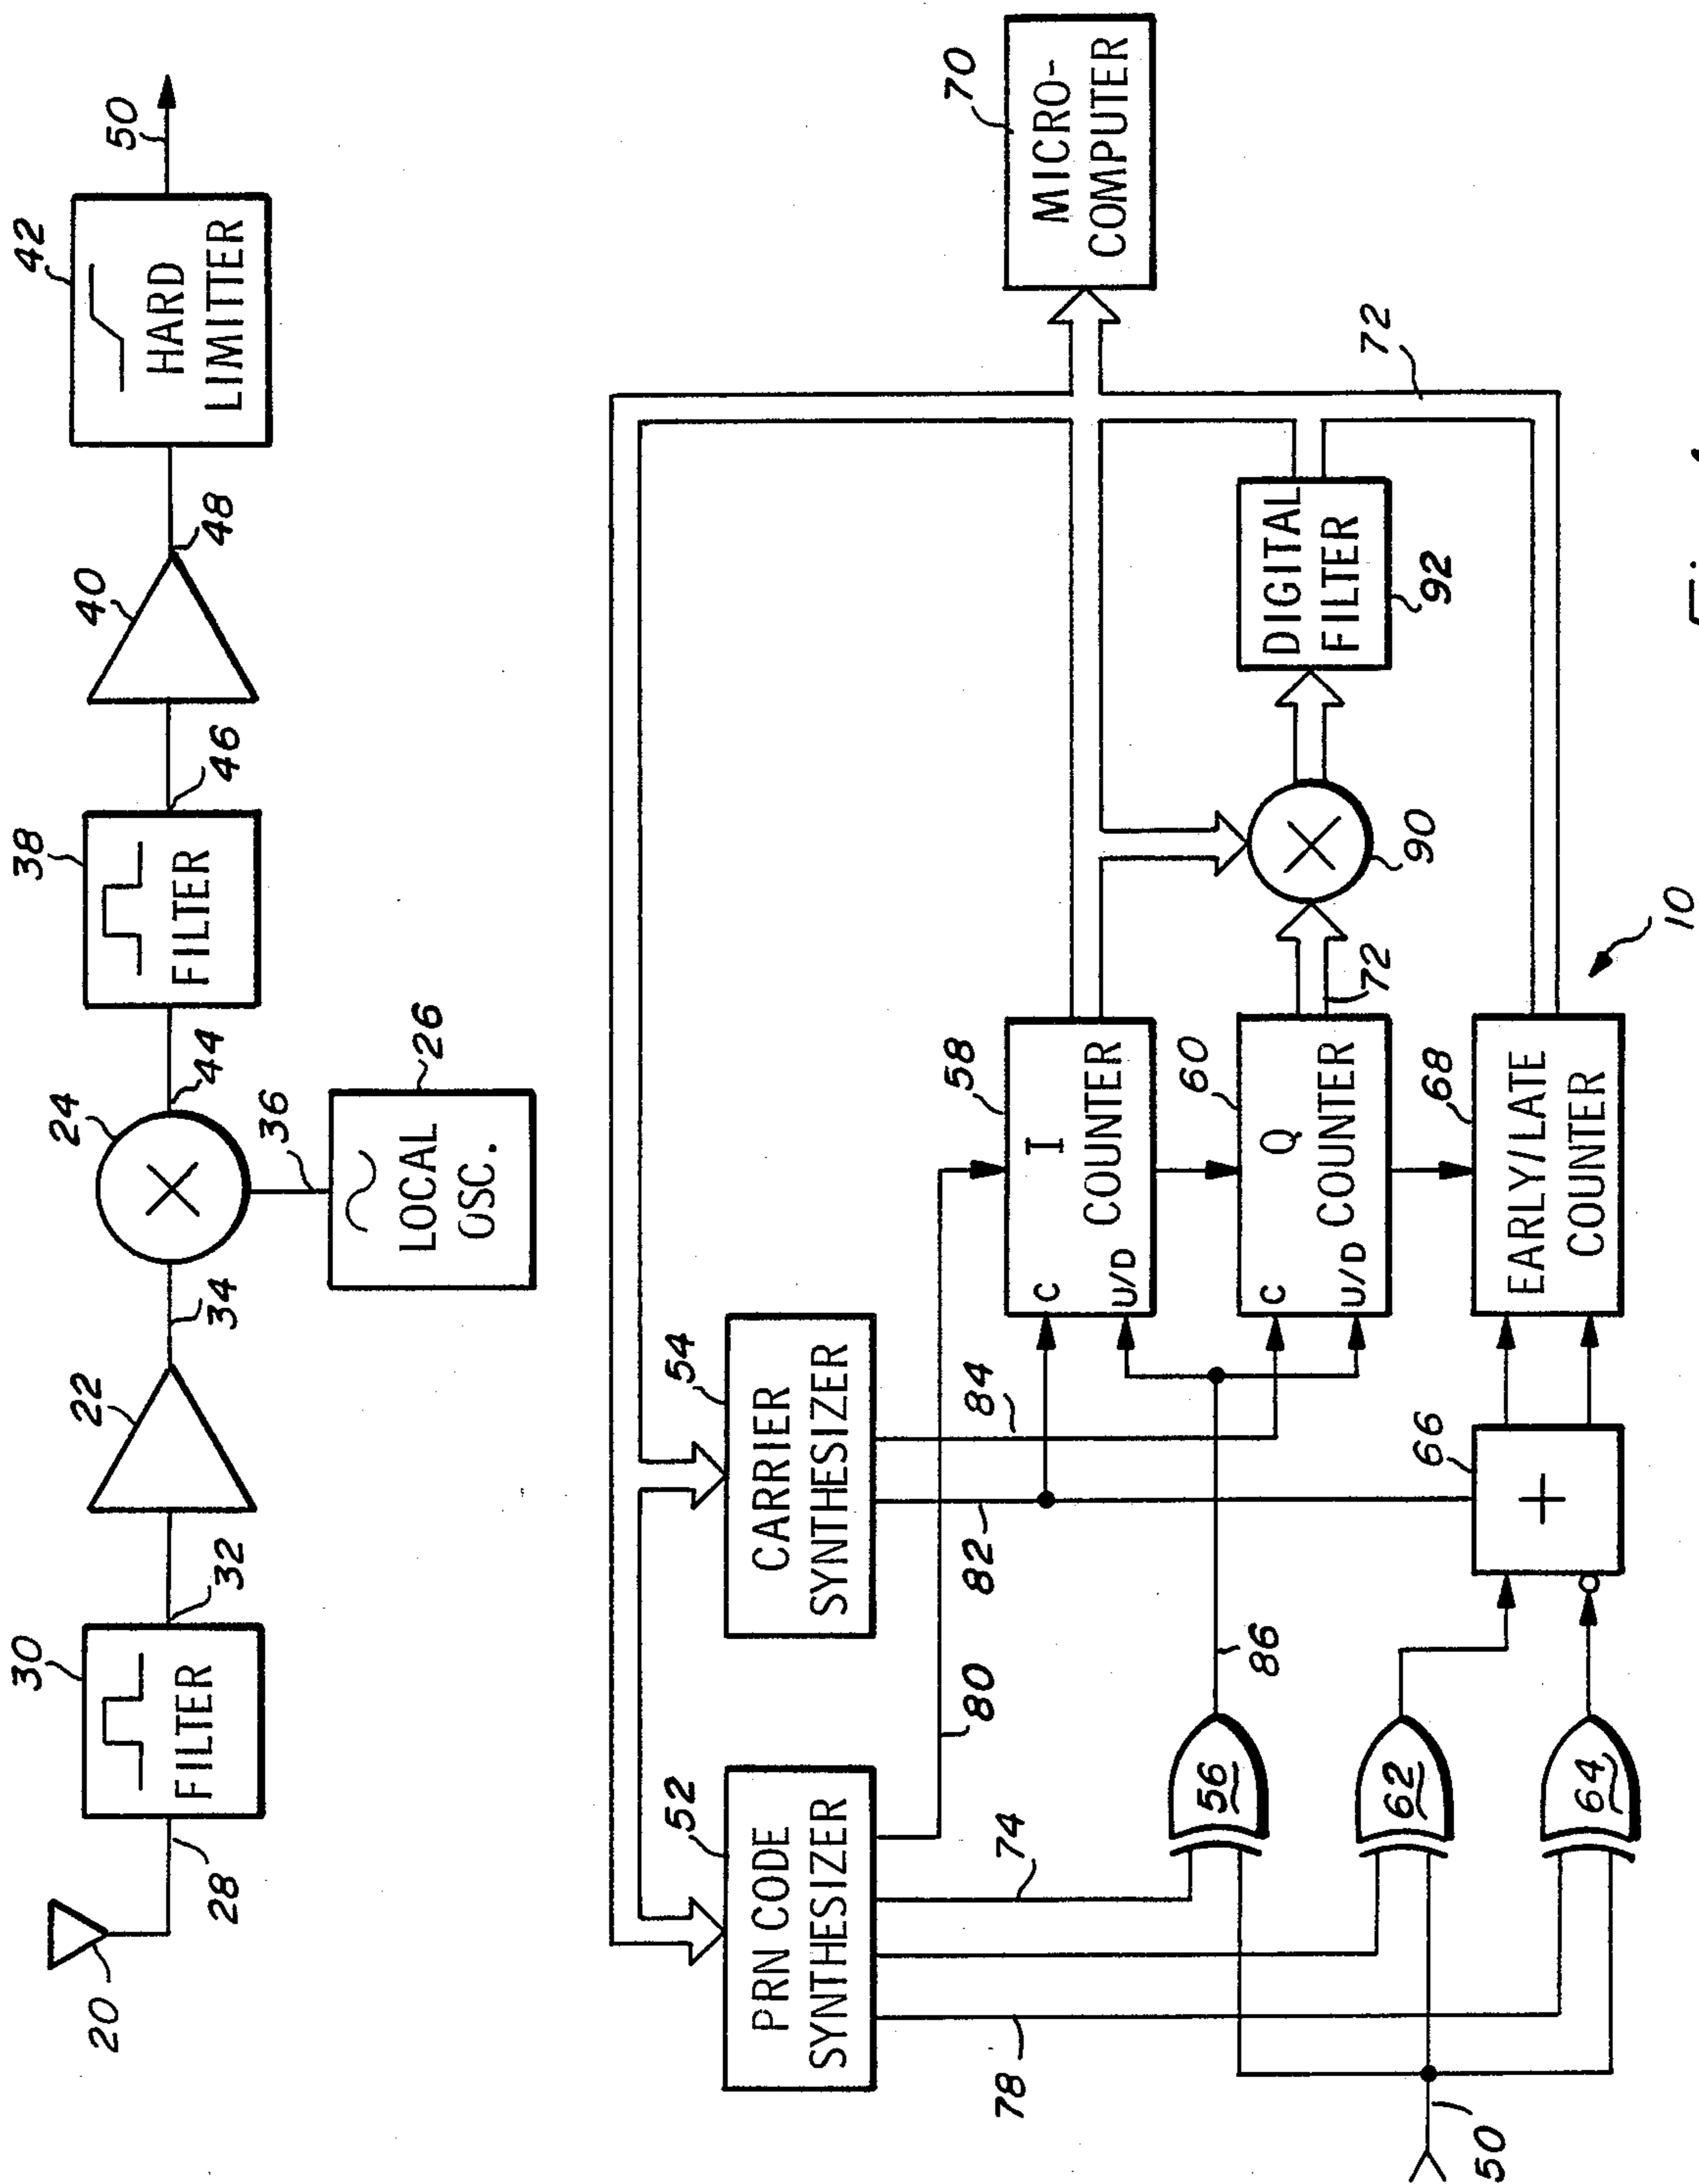 20
28
30
FILTER
32
22
34
24
36
LOCAL
OSC.
26
44
38
FILTER
46
40
48
42
HARD
LIMITTER
50
70
MICRO-
COMPUTER
72
52
PRN CODE
SYNTHESIZER
54
CARRIER
SYNTHESIZER
80
82
84
74
78
50
56
62
64
86
66
+
58
I
COUNTER
C
U/D
60
Q
COUNTER
C
U/D
72
68
EARLY/LATE
COUNTER
90
DIGITAL
FILTER
92
10